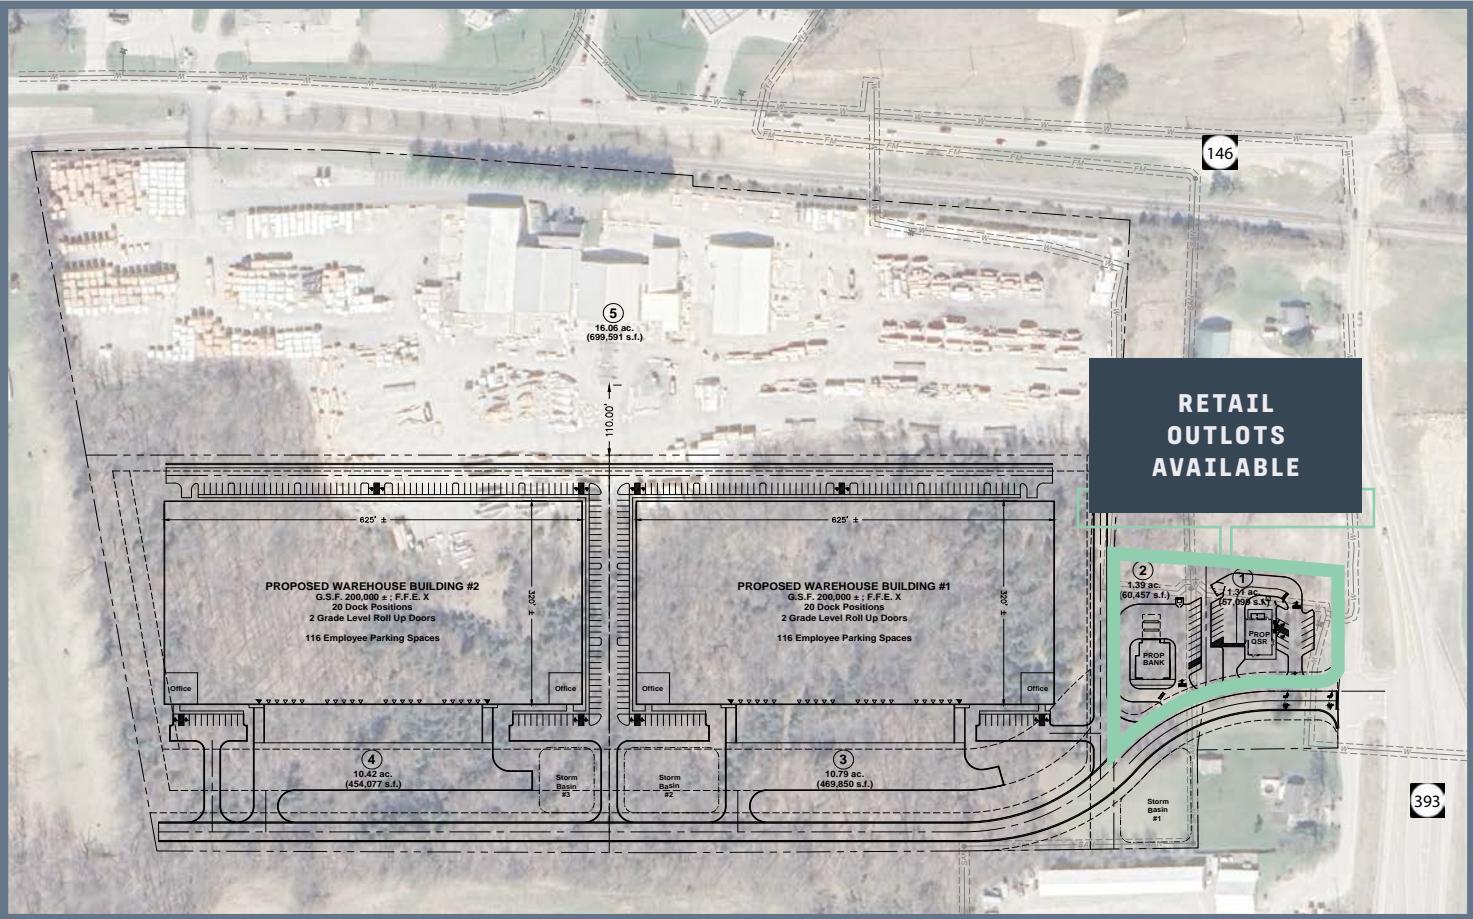 146
5
16.06 ac.
(699,591 s.f.)
110.00'
RETAIL
OUTLOTS
AVAILABLE
625' ±
625' ±
320' ±
320' ±
PROPOSED WAREHOUSE BUILDING #2
G.S.F. 200,000 ± ; F.F.E. X
20 Dock Positions
2 Grade Level Roll Up Doors
116 Employee Parking Spaces
PROPOSED WAREHOUSE BUILDING #1
G.S.F. 200,000 ± ; F.F.E. X
20 Dock Positions
2 Grade Level Roll Up Doors
116 Employee Parking Spaces
2
1.39 ac.
(60,457 s.f.)
1
1.31 ac.
(57,099 s.f.)
PROP
QSR
PROP
BANK
Office
Office
Office
Office
4
10.42 ac.
(454,077 s.f.)
Storm
Basin
#3
Storm
Basin
#2
3
10.79 ac.
(469,850 s.f.)
Storm
Basin
#1
393